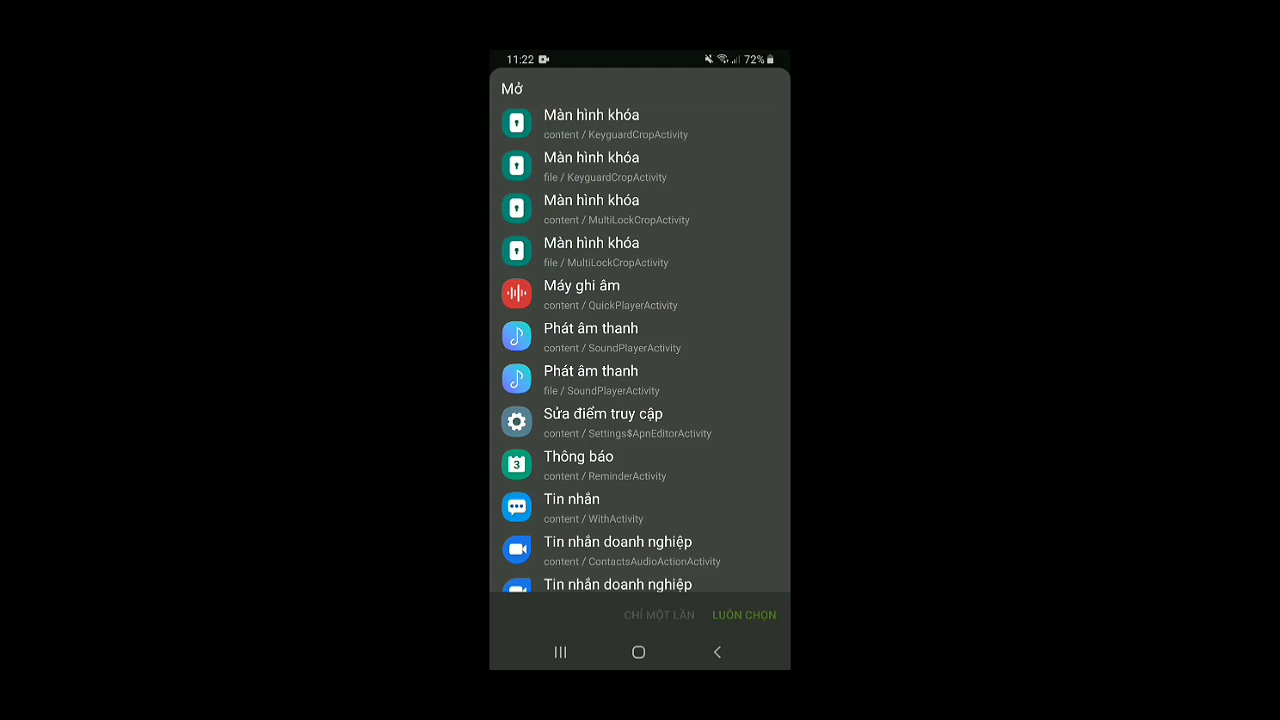 11:22
72%
Mở
Màn hình khóa
content / KeyguardCropActivity
Màn hình khóa
file / KeyguardCropActivity
Màn hình khóa
content / MultiLockCropActivity
Màn hình khóa
file / MultiLockCropActivity
Máy ghi âm
content / QuickPlayerActivity
Phát âm thanh
content / SoundPlayerActivity
Phát âm thanh
file / SoundPlayerActivity
Sửa điểm truy cập
content / Settings$ApnEditorActivity
3
Thông báo
content / ReminderActivity
Tin nhắn
content / WithActivity
Tin nhắn doanh nghiệp
content / ContactsAudioActionActivity
Tin nhắn doanh nghiệp
CHỈ MỘT LẦN
LUÔN CHỌN